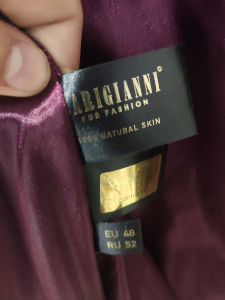 ARIGIANNI®
FUR FASHION
100% NATURAL SKIN
EU 48
RU 52